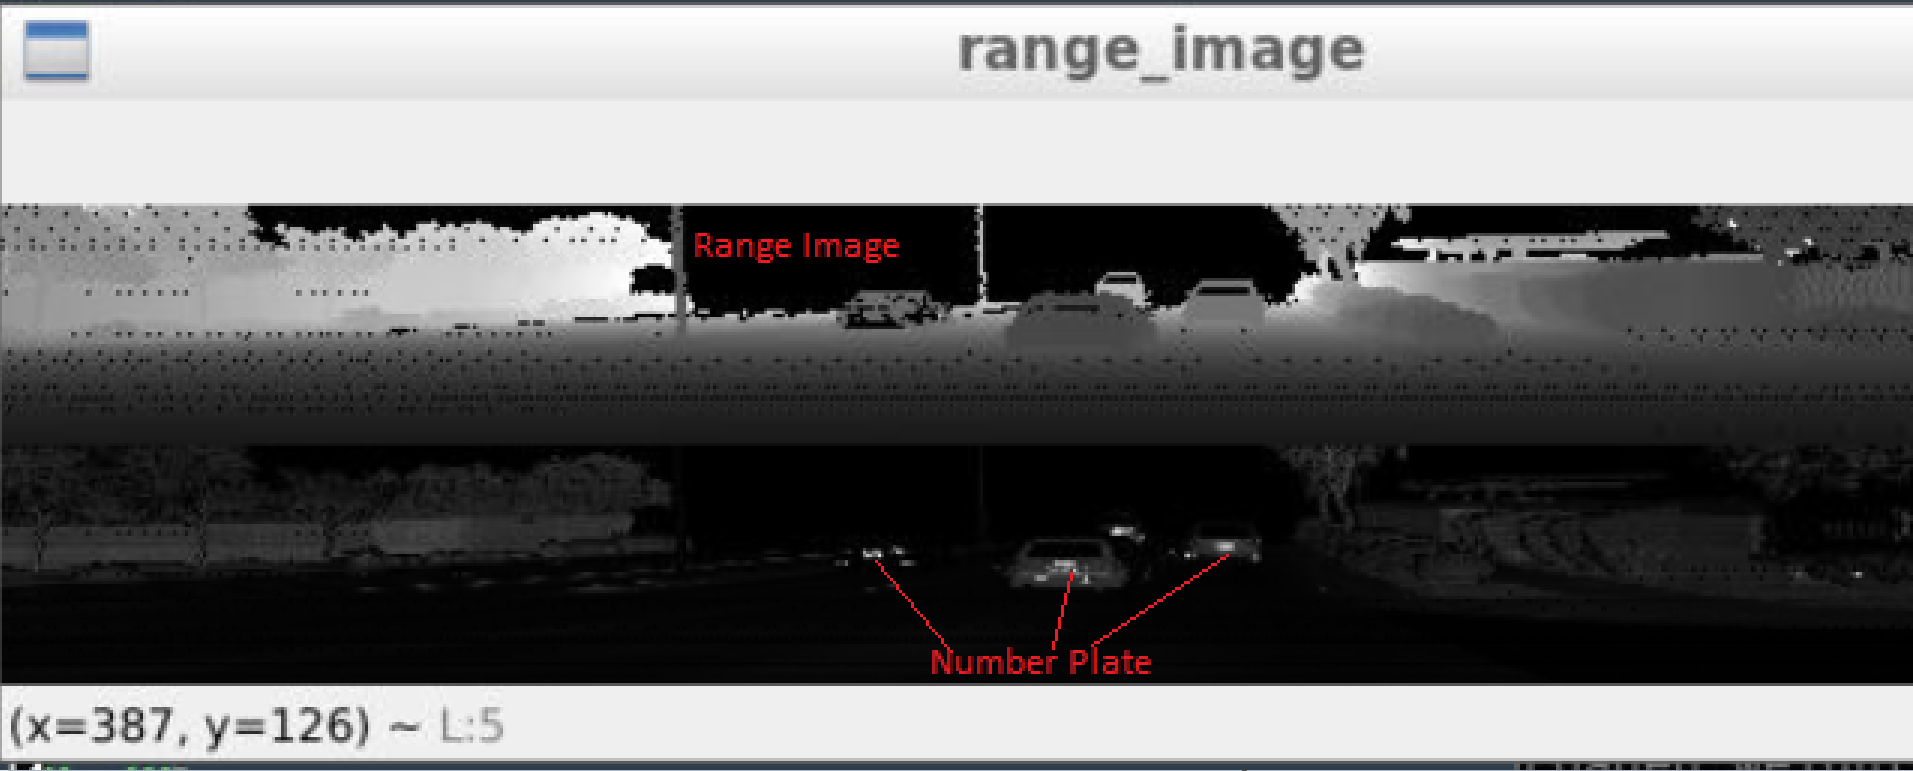 range_image
Range Image
Number Plate
(x=387, y=126) ~ L:5